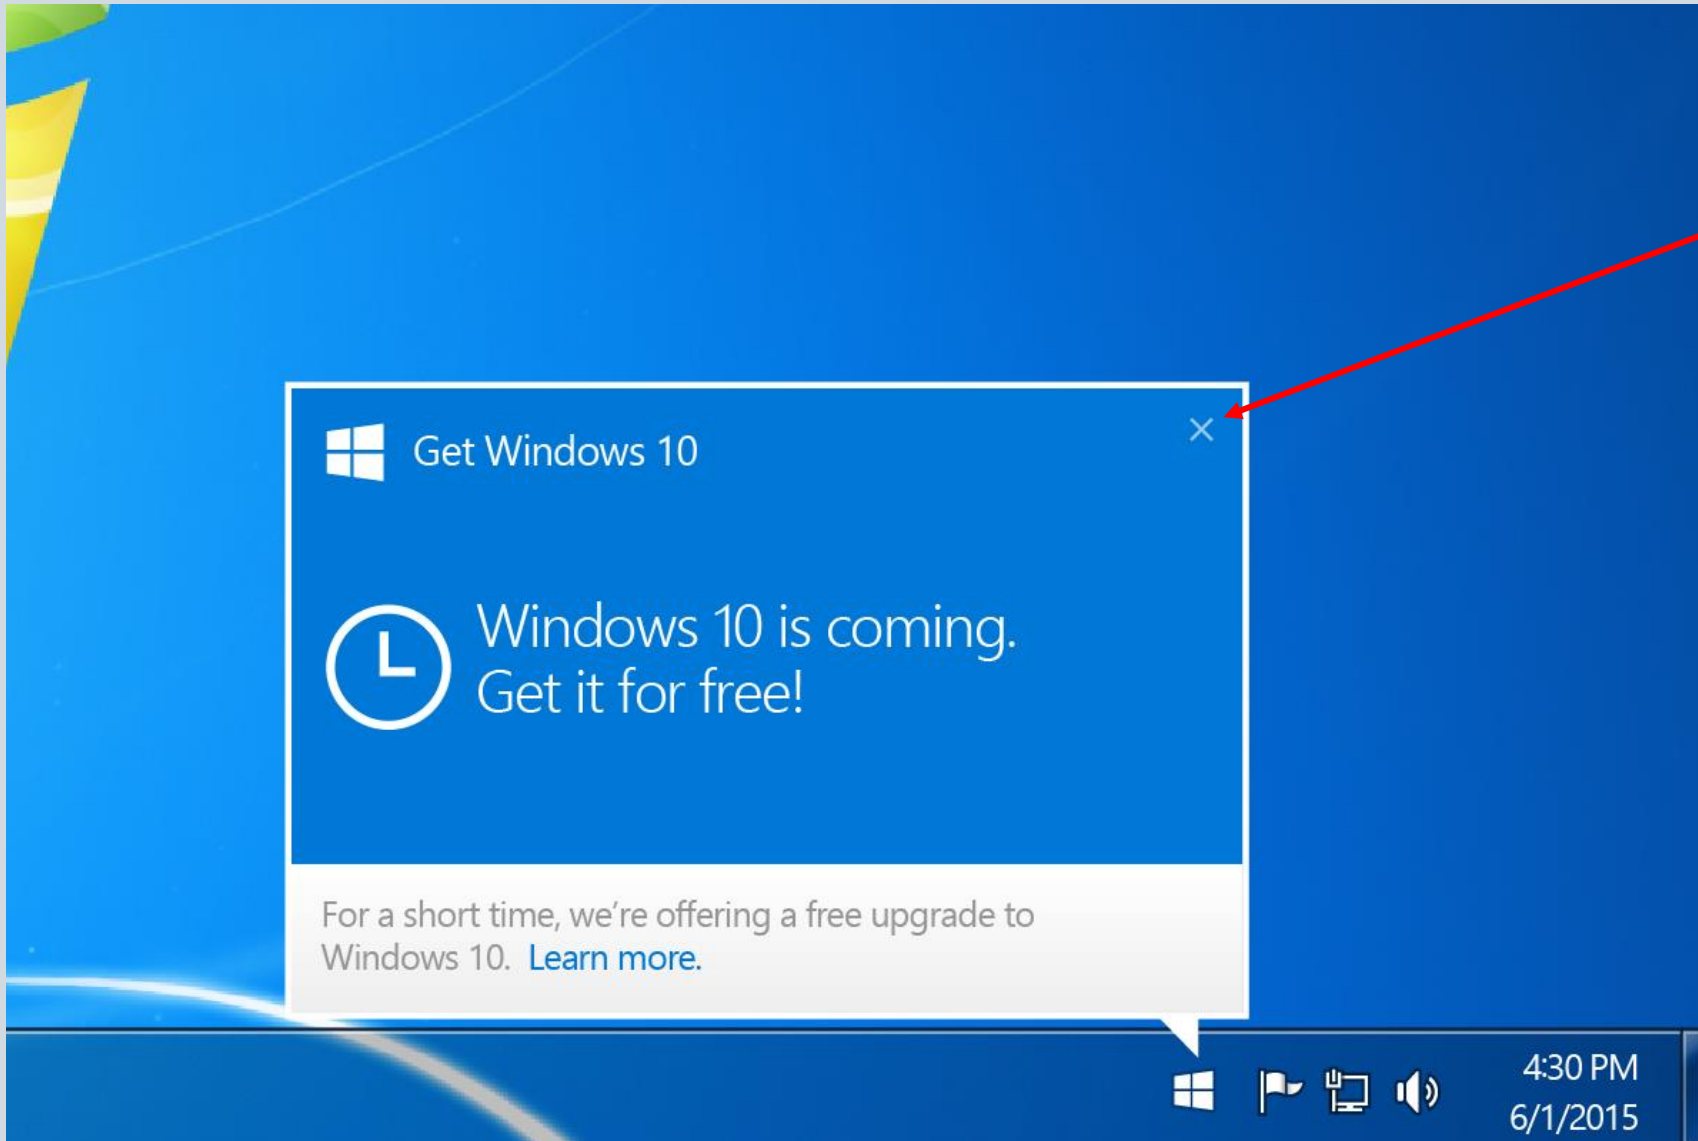 Get Windows 10
Windows 10 is coming.
Get it for free!
For a short time, we're offering a free upgrade to
Windows 10. Learn more.
4:30 PM
6/1/2015